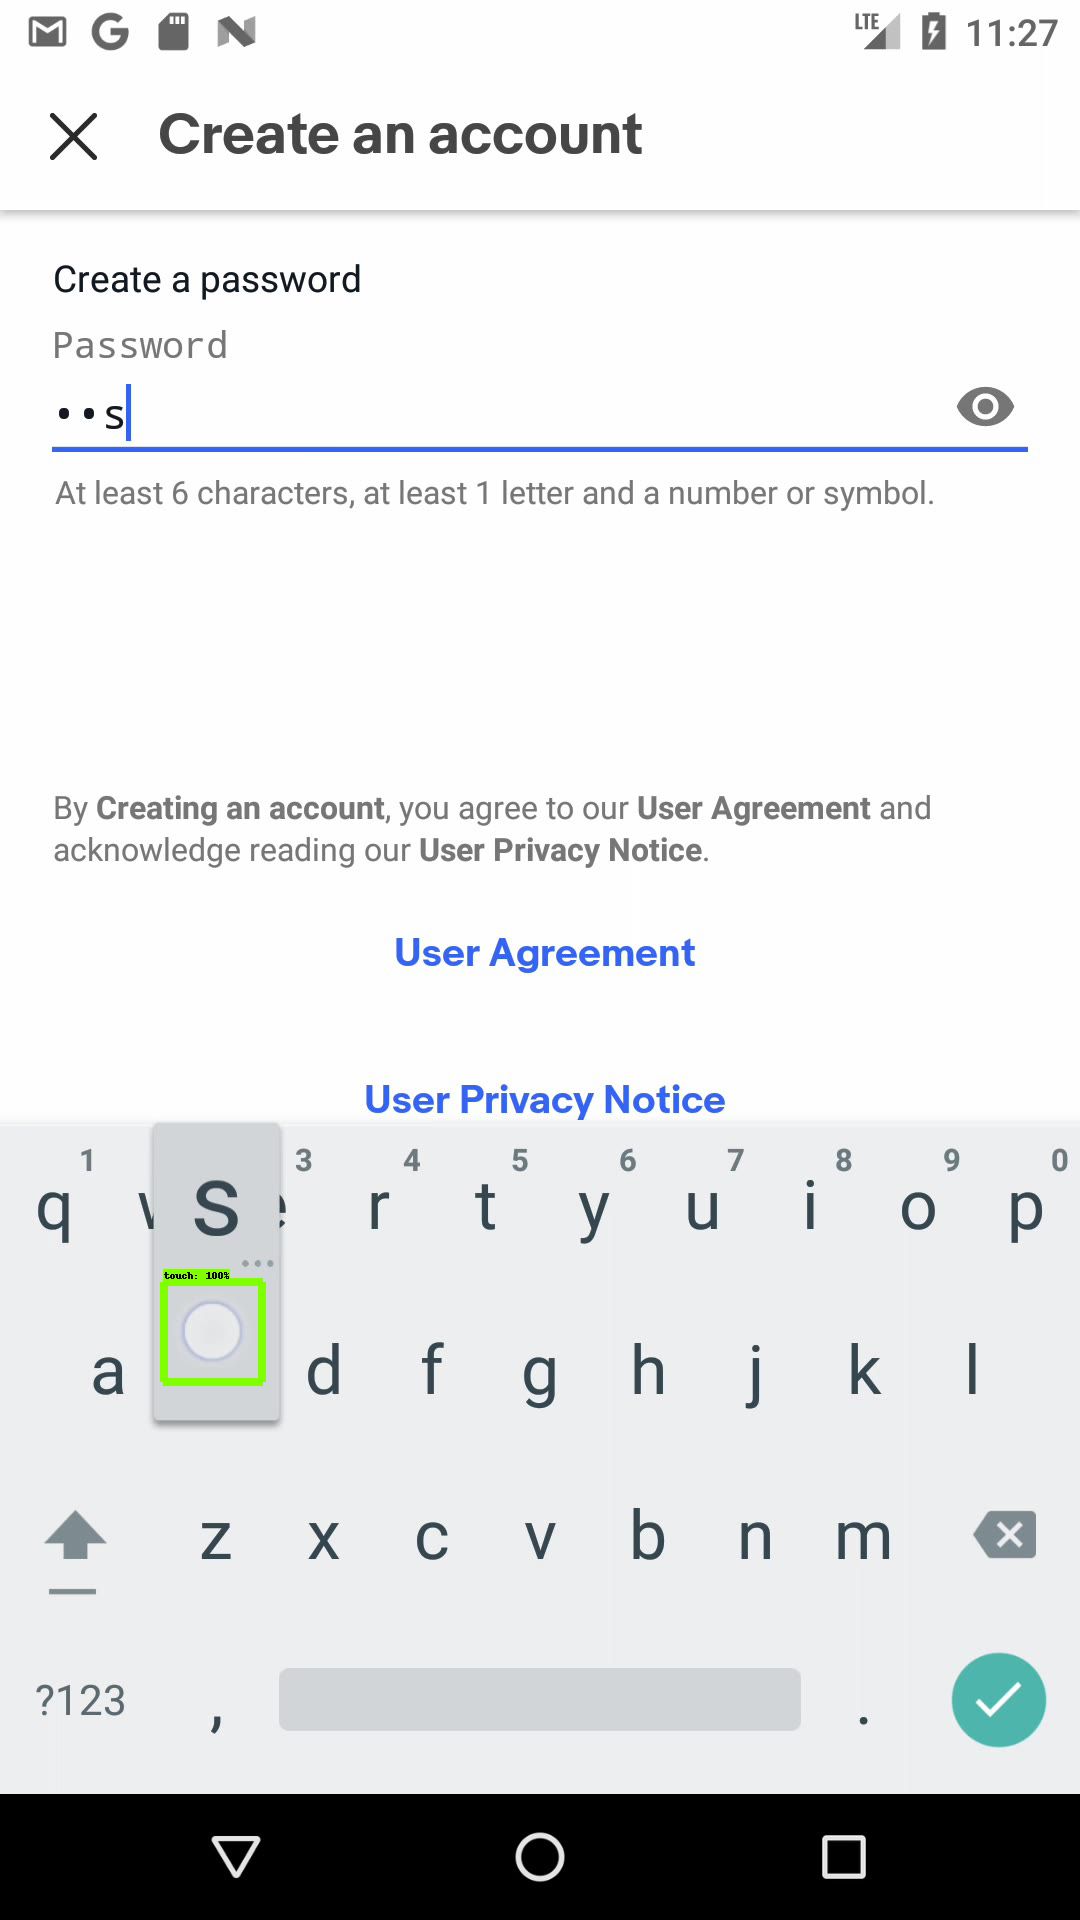 LTE 11:27
Create an account
Create a password
Password
••s
At least 6 characters, at least 1 letter and a number or symbol.
By Creating an account, you agree to our User Agreement and
acknowledge reading our User Privacy Notice.
User Agreement
User Privacy Notice
1 3 4 5 6 7 8 9 0
q w s e r t y u i o p
touch: 100%
a d f g h j k l
z x c v b n m
?123 , .